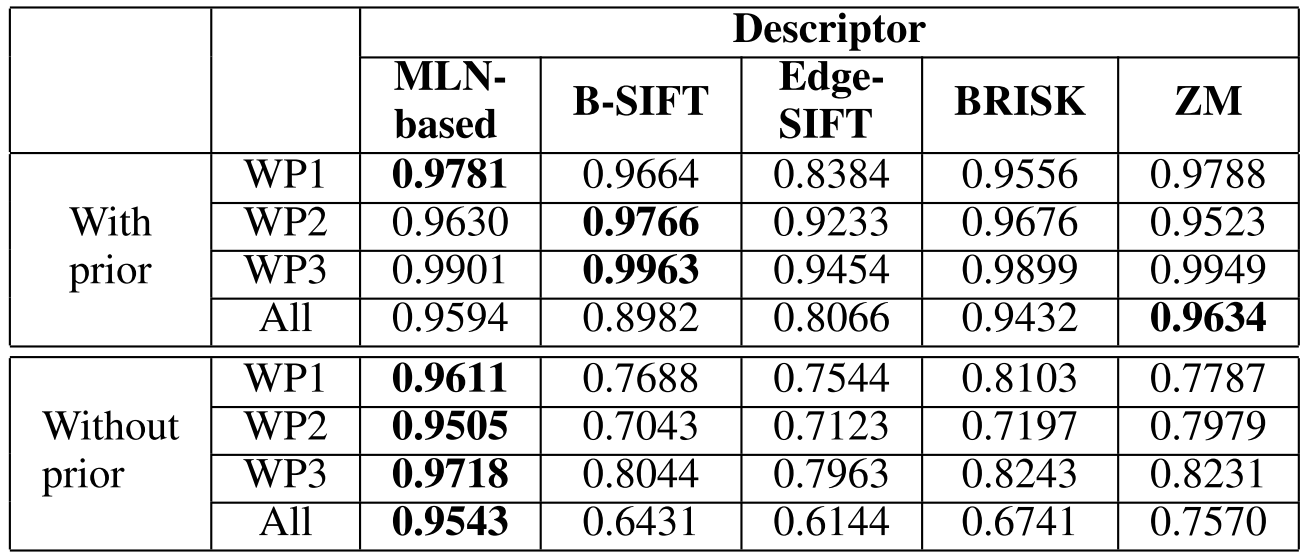 Descriptor
MLN-based B-SIFT Edge-SIFT BRISK ZM
With prior
WP1 0.9781 0.9664 0.8384 0.9556 0.9788
WP2 0.9630 0.9766 0.9233 0.9676 0.9523
WP3 0.9901 0.9963 0.9454 0.9899 0.9949
All 0.9594 0.8982 0.8066 0.9432 0.9634
Without prior
WP1 0.9611 0.7688 0.7544 0.8103 0.7787
WP2 0.9505 0.7043 0.7123 0.7197 0.7979
WP3 0.9718 0.8044 0.7963 0.8243 0.8231
All 0.9543 0.6431 0.6144 0.6741 0.7570